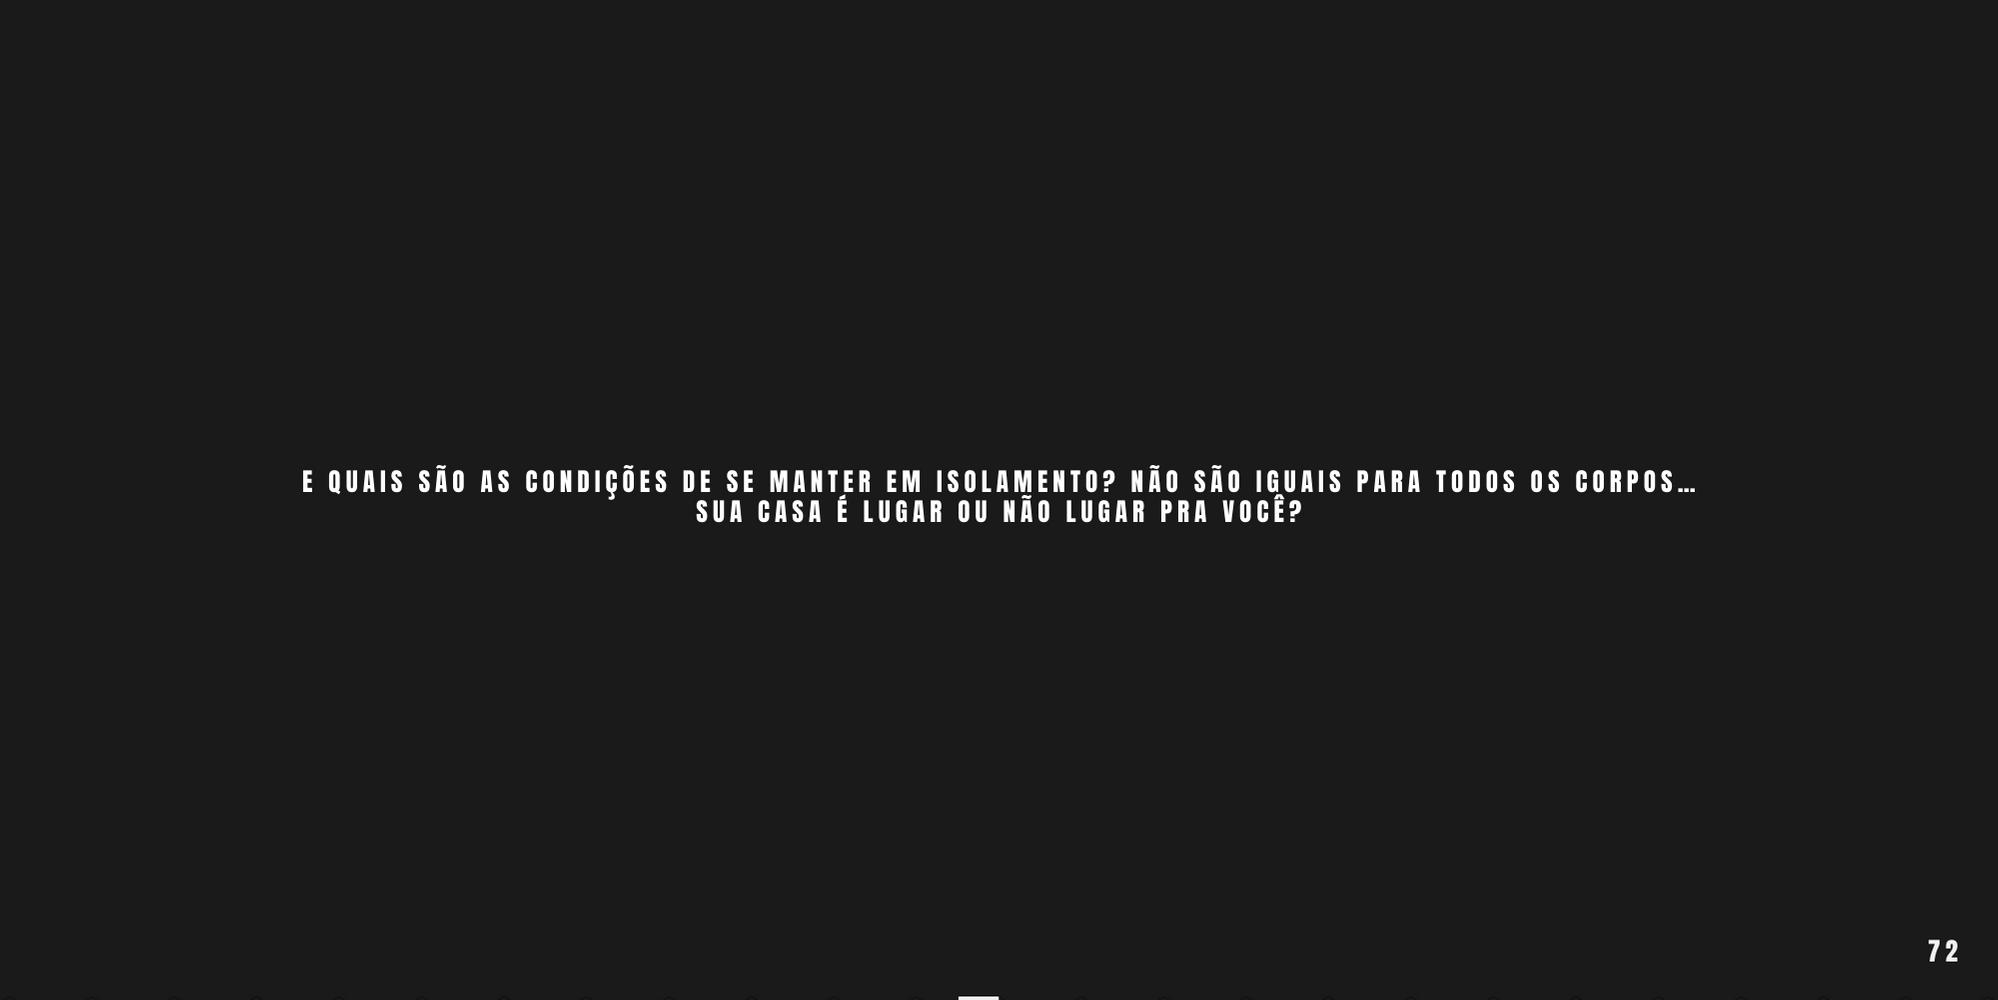 E QUAIS SÃO AS CONDIÇÕES DE SE MANTER EM ISOLAMENTO? NÃO SÃO IGUAIS PARA TODOS OS CORPOS...
SUA CASA É LUGAR OU NÃO LUGAR PRA VOCÊ?
72